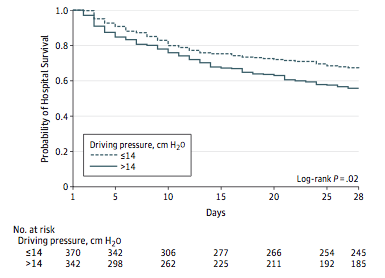 1.0
0.8
0.6
0.4
0.2
0
Probability of Hospital Survival
Driving pressure, cm H2O
≤14
>14
Log-rank P=.02
1 5 10 15 20 25 28
Days
No. at risk
Driving pressure, cm H2O
≤14 370 342 306 277 266 254 245
>14 342 298 262 225 211 192 185